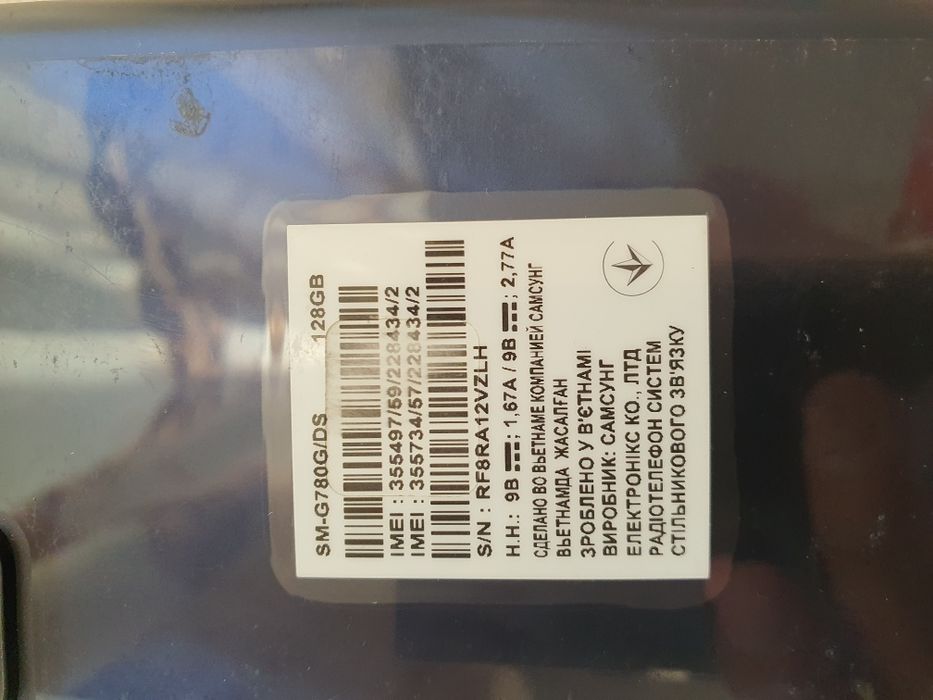 SM-G780G/DS 128GB
IMEI : 355497/59/228434/2
IMEI : 355734/57/228434/2
S/N : RF8RA12VZLH
Н.Н.: 9В ⎓; 1,67А / 9В ⎓; 2,77А
СДЕЛАНО ВО ВЬЕТНАМЕ КОМПАНИЕЙ САМСУНГ
ВЬЕТНАМДА ЖАСАЛҒАН
ЗРОБЛЕНО У В'ЄТНАМІ
ВИРОБНИК: САМСУНГ
ЕЛЕКТРОНІКС КО., ЛТД
РАДІОТЕЛЕФОН СИСТЕМ
СТІЛЬНИКОВОГО ЗВ'ЯЗКУ